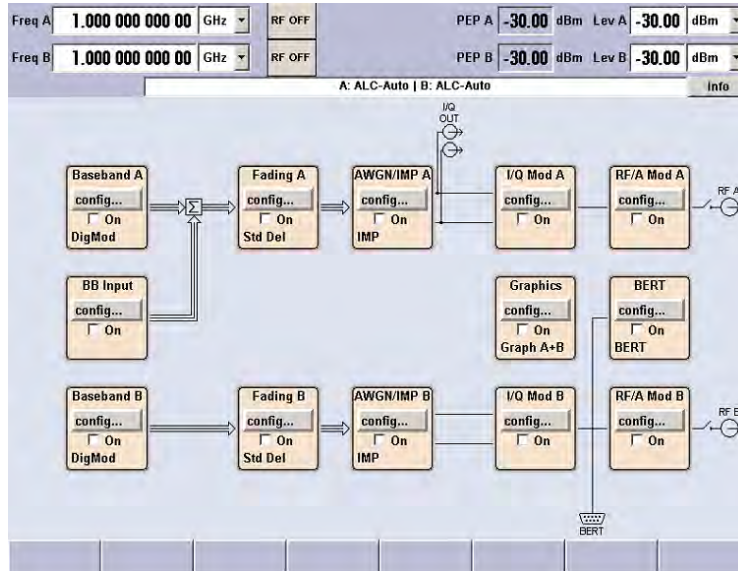 Freq A 1.000 000 000 00 GHz RF OFF PEP A -30.00 dBm Lev A -30.00 dBm
Freq B 1.000 000 000 00 GHz RF OFF PEP B -30.00 dBm Lev B -30.00 dBm
A: ALC-Auto | B: ALC-Auto Info
I/Q
OUT
Baseband A Fading A AWGN/IMP A I/Q Mod A RF/A Mod A
config... config... config... config... config... RF A
On On On On On
DigMod Std Del IMP
Σ
BB Input Graphics BERT
config... config... config...
On On On
Graph A+B BERT
Baseband B Fading B AWGN/IMP B I/Q Mod B RF/A Mod B
config... config... config... config... config... RF B
On On On On On
DigMod Std Del IMP
BERT